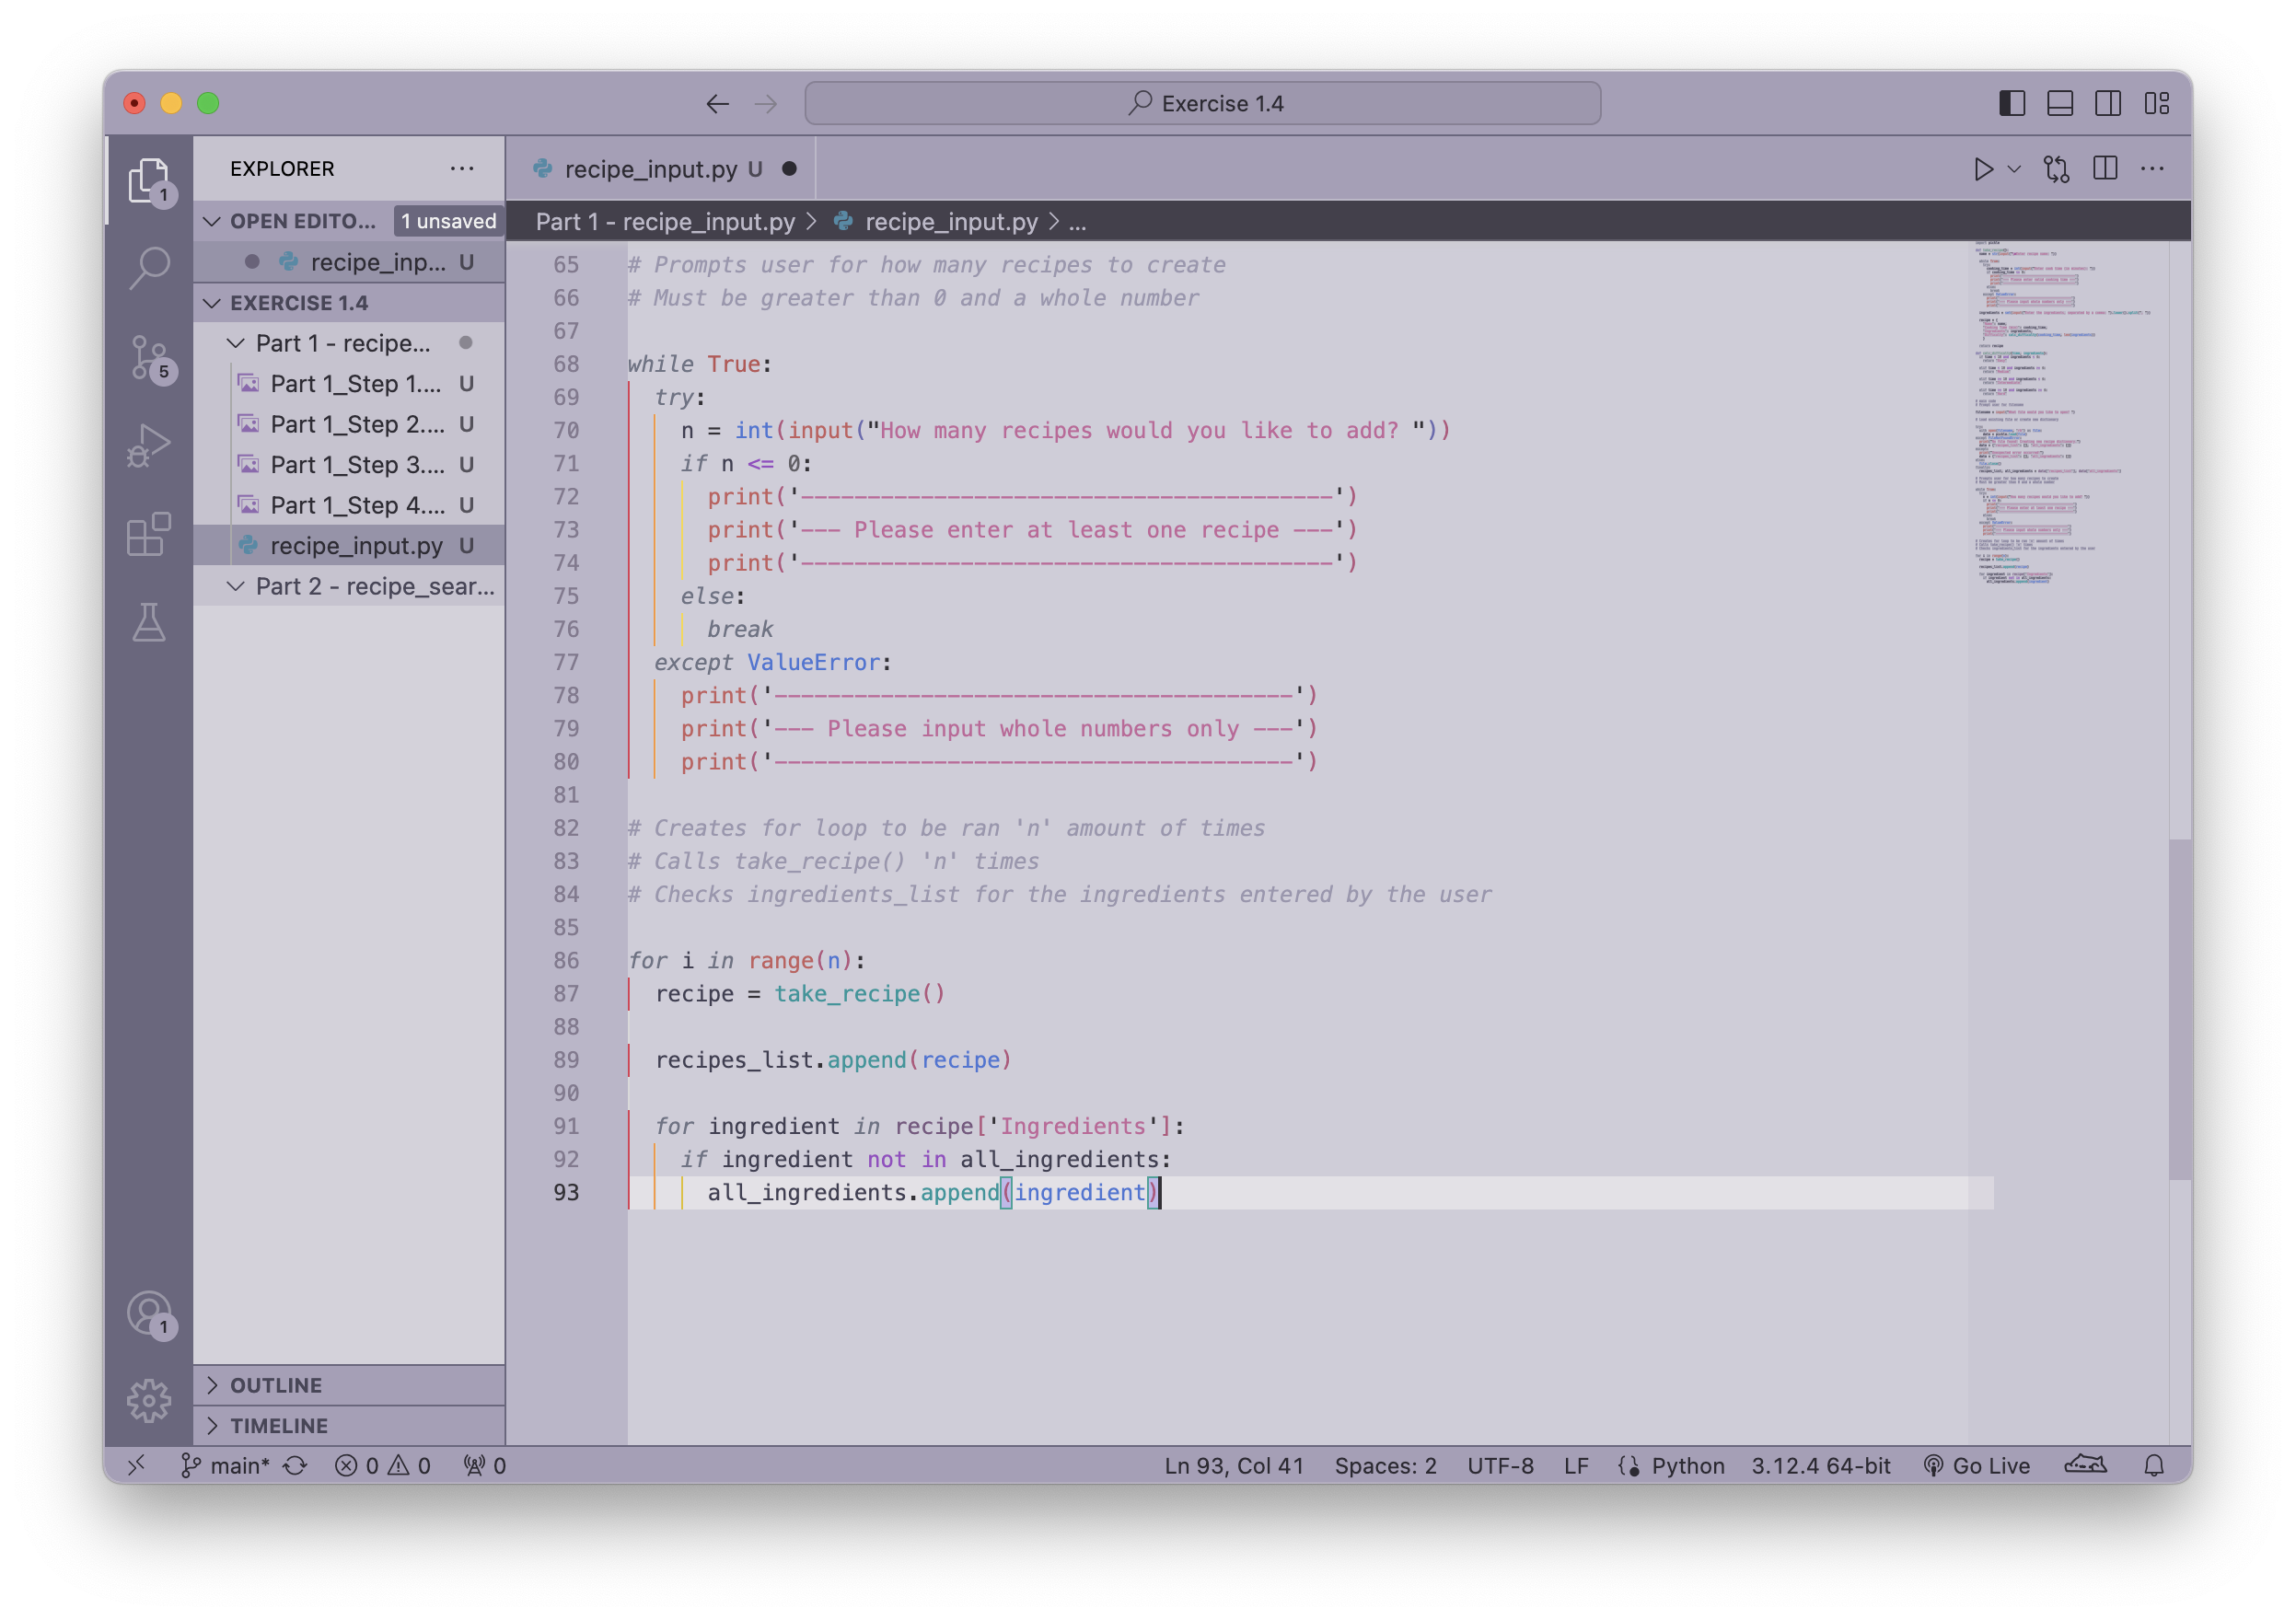 Exercise 1.4
EXPLORER
recipe_input.py U
OPEN EDITO... 1 unsaved
recipe_inp... U
EXERCISE 1.4
Part 1 - recipe...
Part 1_Step 1.... U
Part 1_Step 2.... U
Part 1_Step 3.... U
Part 1_Step 4.... U
recipe_input.py U
Part 2 - recipe_sear...
OUTLINE
TIMELINE
1
5
1
Part 1 - recipe_input.py > recipe_input.py > ...
65 # Prompts user for how many recipes to create
66 # Must be greater than 0 and a whole number
67
68 while True:
69 try:
70 n = int(input("How many recipes would you like to add? "))
71 if n <= 0:
72 print('----------------------------------------')
73 print('--- Please enter at least one recipe ---')
74 print('----------------------------------------')
75 else:
76 break
77 except ValueError:
78 print('---------------------------------------')
79 print('--- Please input whole numbers only ---')
80 print('---------------------------------------')
81
82 # Creates for loop to be ran 'n' amount of times
83 # Calls take_recipe() 'n' times
84 # Checks ingredients_list for the ingredients entered by the user
85
86 for i in range(n):
87 recipe = take_recipe()
88
89 recipes_list.append(recipe)
90
91 for ingredient in recipe['Ingredients']:
92 if ingredient not in all_ingredients:
93 all_ingredients.append(ingredient)
main* 0 0 0 Ln 93, Col 41 Spaces: 2 UTF-8 LF Python 3.12.4 64-bit Go Live